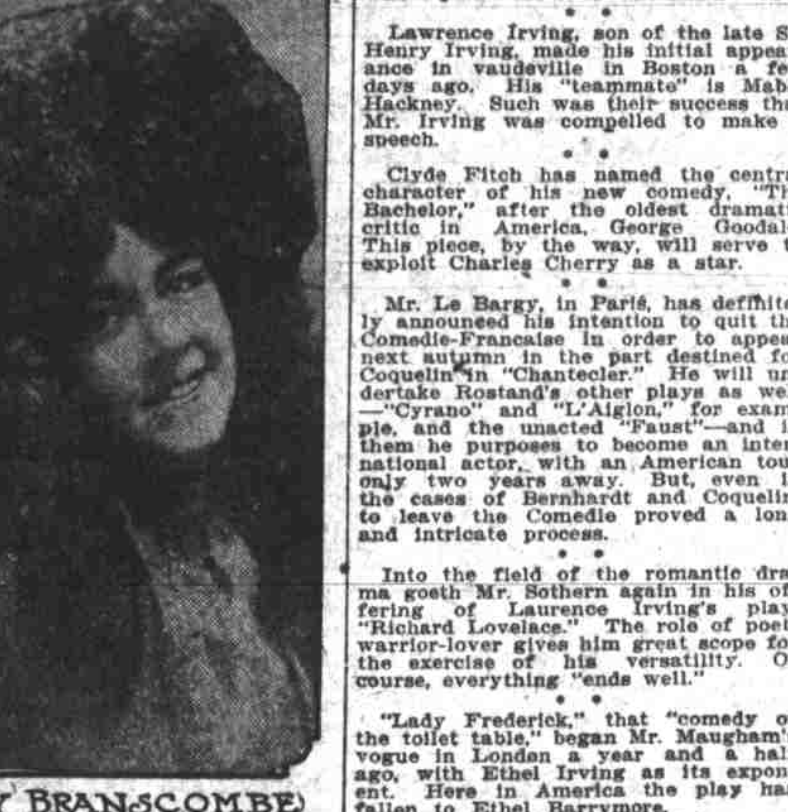 Lawrence Irving, son of the late S
Henry Irving, made his initial appear
ance in vaudeville in Boston a fe
days ago. His "teammate" is Mab
Hackney. Such was their success tha
Mr. Irving was compelled to make
speech.
Clyde Fitch has named the centra
character of his new comedy, "Th
Bachelor," after the oldest dramati
critic in America, George Goodal
This piece, by the way, will serve t
exploit Charles Cherry as a star.
Mr. Le Bargy, in Paris, has definite
ly announced his intention to quit th
Comedie-Francaise in order to appea
next autumn in the part destined fo
Coquelin in "Chantecler." He will un
dertake Rostand's other plays as wel
—"Cyrano" and "L'Aiglon," for exam
ple, and the unacted "Faust"—and i
them he purposes to become an inter
national actor, with an American tou
only two years away. But, even i
the cases of Bernhardt and Coquelin
to leave the Comedie proved a lon
and intricate process.
Into the field of the romantic dra
ma goeth Mr. Sothern again in his of
fering of Laurence Irving's play
"Richard Lovelace." The role of poet
warrior-lover gives him great scope fo
the exercise of his versatility. O
course, everything "ends well."
"Lady Frederick," that "comedy o
the toilet table," began Mr. Maugham's
vogue in London a year and a hal
ago, with Ethel Irving as its expon
ent. Here in America the play ha
fallen to Ethel Barrymore.
BRANSCOMBE